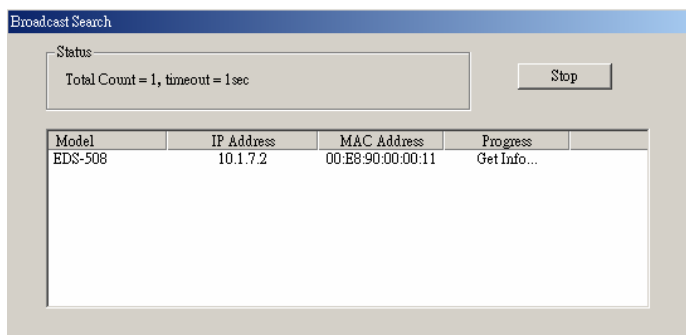 Broadcast Search
Status
Total Count = 1, timeout = 1sec
Stop
Model IP Address MAC Address Progress
EDS-508 10.1.7.2 00:E8:90:00:00:11 Get Info...